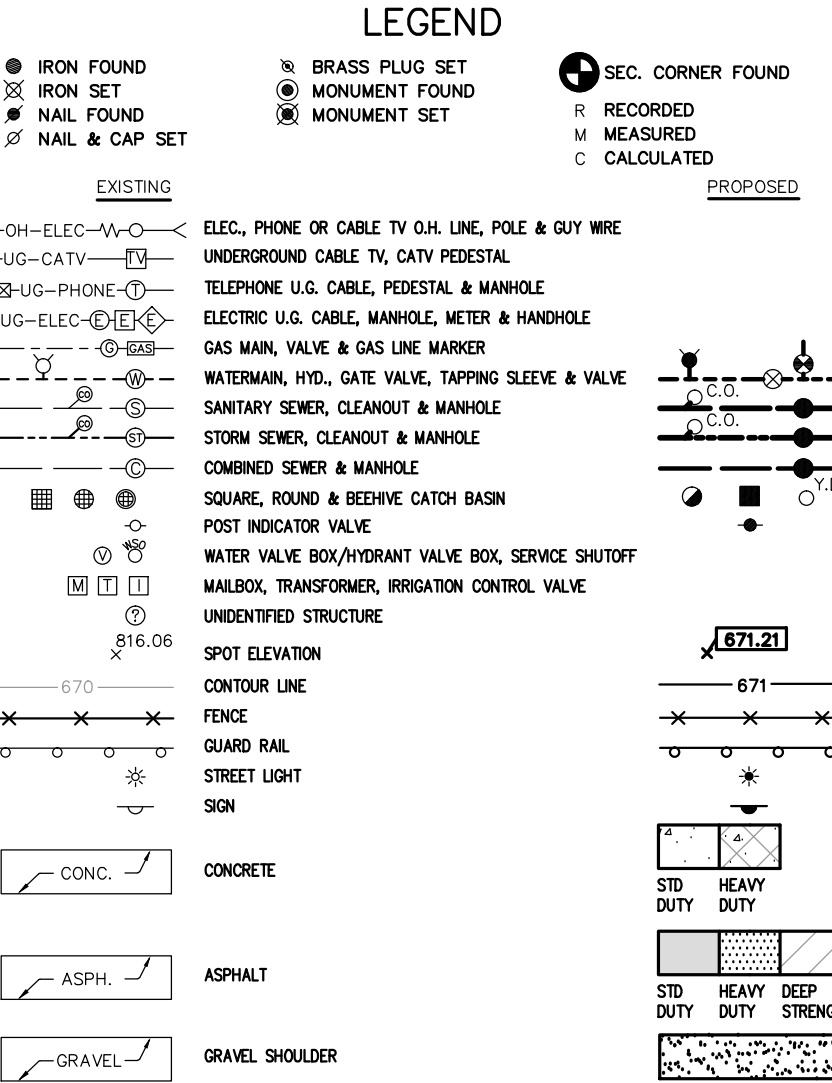 LEGEND
IRON FOUND
IRON SET
NAIL FOUND
NAIL & CAP SET
BRASS PLUG SET
MONUMENT FOUND
MONUMENT SET
SEC. CORNER FOUND
R RECORDED
M MEASURED
C CALCULATED
EXISTING PROPOSED
OH-ELEC ELEC., PHONE OR CABLE TV O.H. LINE, POLE & GUY WIRE
UG-CATV TV UNDERGROUND CABLE TV, CATV PEDESTAL
UG-PHONE T TELEPHONE U.G. CABLE, PEDESTAL & MANHOLE
UG-ELEC E E E ELECTRIC U.G. CABLE, MANHOLE, METER & HANDHOLE
G GAS GAS MAIN, VALVE & GAS LINE MARKER
W WATERMAIN, HYD., GATE VALVE, TAPPING SLEEVE & VALVE
CO S SANITARY SEWER, CLEANOUT & MANHOLE C.O.
CO ST STORM SEWER, CLEANOUT & MANHOLE C.O.
C COMBINED SEWER & MANHOLE
SQUARE, ROUND & BEEHIVE CATCH BASIN
POST INDICATOR VALVE
V WSO WATER VALVE BOX/HYDRANT VALVE BOX, SERVICE SHUTOFF
M T I MAILBOX, TRANSFORMER, IRRIGATION CONTROL VALVE
? UNIDENTIFIED STRUCTURE
816.06 SPOT ELEVATION 671.21
670 CONTOUR LINE 671
FENCE
GUARD RAIL
STREET LIGHT
SIGN
CONC. CONCRETE
STD HEAVY
DUTY DUTY
ASPH. ASPHALT
STD HEAVY DEEP
DUTY DUTY STRENG
GRAVEL GRAVEL SHOULDER